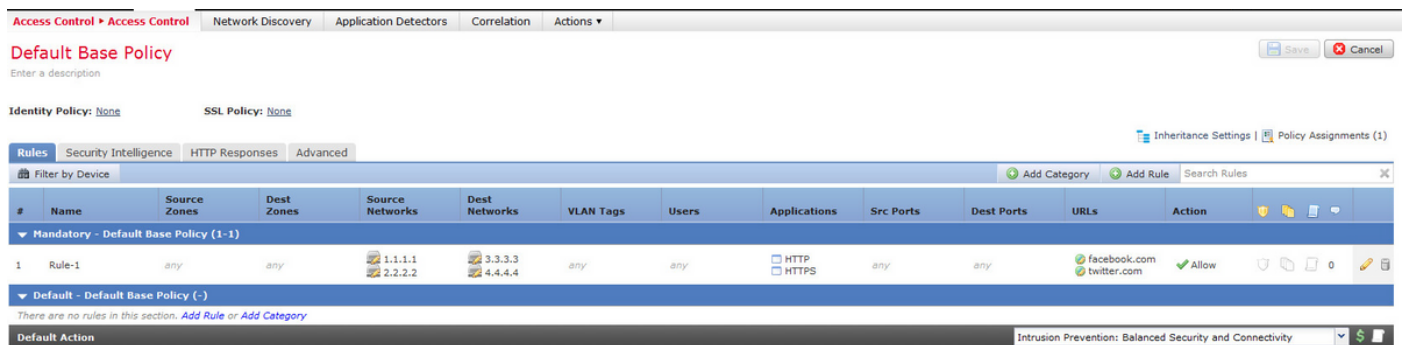 Access Control ▸ Access Control Network Discovery Application Detectors Correlation Actions ▾
Default Base Policy
Save Cancel
Enter a description
Identity Policy: None SSL Policy: None
Inheritance Settings | Policy Assignments (1)
Rules Security Intelligence HTTP Responses Advanced
Filter by Device Add Category Add Rule Search Rules
# Name Source Zones Dest Zones Source Networks Dest Networks VLAN Tags Users Applications Src Ports Dest Ports URLs Action
Mandatory - Default Base Policy (1-1)
1 Rule-1 any any 1.1.1.1 3.3.3.3 any any HTTP any any facebook.com Allow 0
2.2.2.2 4.4.4.4 HTTPS twitter.com
Default - Default Base Policy (-)
There are no rules in this section. Add Rule or Add Category
Default Action Intrusion Prevention: Balanced Security and Connectivity $